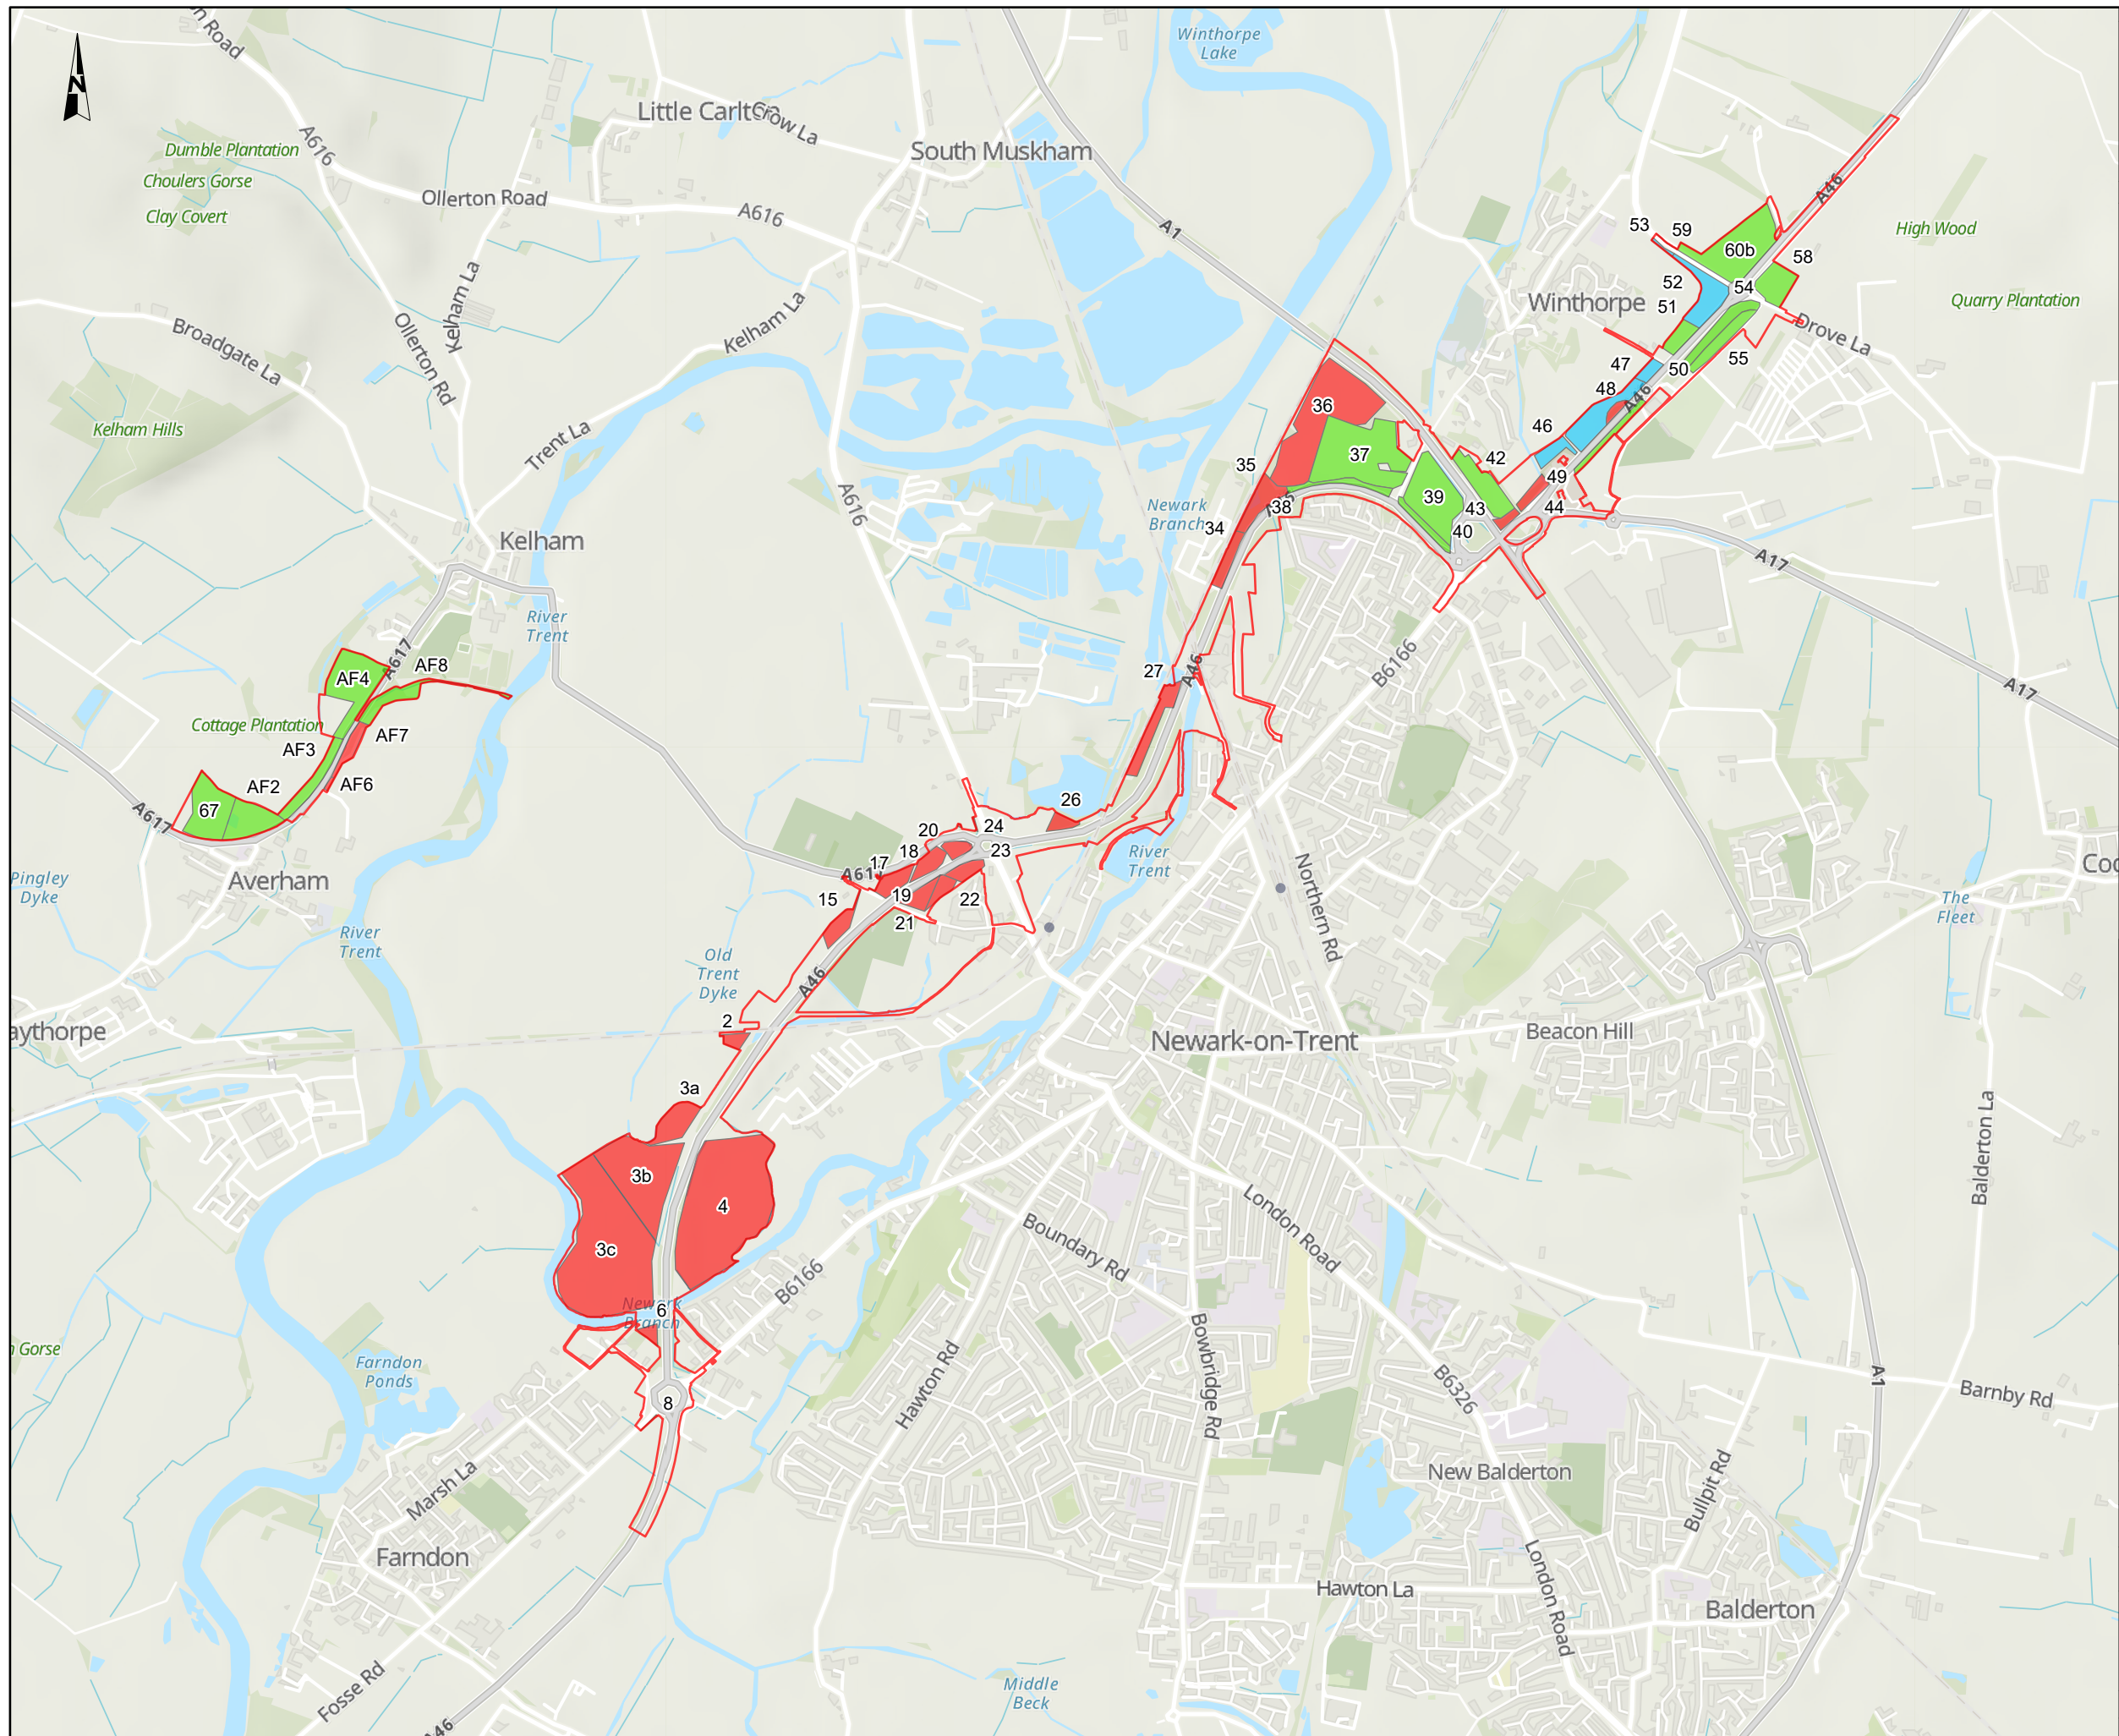 N
Winthorpe
Lake
Little Carlt
Crow La
South Muskham
Dumble Plantation
Choulers Gorse
Clay Covert
A616
Ollerton Road
A616
A1
A46
High Wood
Quarry Plantation
53
59
60b
58
52
54
51
Winthorpe
Drove La
55
50
47
48
A46
46
Kelham La
Kelham La
Ollerton Rd
Broadgate La
Kelham Hills
Trent La
A616
36
37
35
42
39
49
43
44
38
40
34
Newark
Branch
A17
A17
Kelham
River
Trent
A617
AF8
AF4
Cottage Plantation
AF7
AF3
AF6
AF2
67
A617
Averham
Pingley
Dyke
River
Trent
27
A46
B6166
26
24
20
23
18
17
15
19
22
21
River
Trent
Northern Rd
The
Fleet
Old
Trent
Dyke
A46
2
aythorpe
Newark-on-Trent
Beacon Hill
3a
3b
4
3c
Balderton La
London Road
Boundary Rd
B6166
6
Newark
Branch
8
Farndon
Ponds
n Gorse
Hawton Rd
Bowbridge Rd
B6326
A1
Barnby Rd
Marsh La
New Balderton
Bullpit Rd
Farndon
London Road
Hawton La
Balderton
Fosse Rd
Middle
Beck
A46